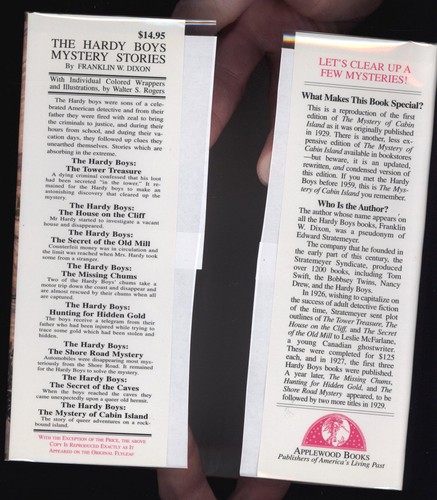 $14.95
THE HARDY BOYS
MYSTERY STORIES
By FRANKLIN W. DIXON
With Individual Colored Wrappers
and Illustrations, by Walter S. Rogers
The Hardy boys were sons of a cele-
brated American detective and from their
father they were fired with zeal to bring
the criminals to justice, and during their
hours from school, and duging their va-
cation days, they followed up clues they
unearthed themselves. Stories which are
absorbing in the extreme.
The Hardy Boys:
The Tower Treasure
A dying criminal confessed that his loot
had been secreted "in the tower." It re-
mained for the Hardy boys to make an
astonishing discovery that cleared up the
mystery.
The Hardy Boys:
The House on the Cliff
Mr Hardy started to investigate a vacant
house and disappeared.
The Hardy Boys:
The Secret of the Old Mill
Counterfeit money was in circulation and
the limit was reached when Mrs. Hardy took
some from a stranger.
The Hardy Boys:
The Missing Chums
Two of the Hardy Boys' chums take a
motor trip down the coast and disappear and
are almost rescued by their chums when all
are captured.
The Hardy Boys:
Hunting for Hidden Gold
The boys receive a telegram from their
father who had been injured while trying to
trace some gold which had been stolen and
hidden.
The Hardy Boys:
The Shore Road Mystery
Automobiles were disappearing most mys-
teriously from the Shore Road. It remained
for the Hardy Boys to solve the mystery.
The Hardy Boys:
The Secret of the Caves
When the boys reached the caves they
came unexpectedly upon a queer old hermit.
The Hardy Boys:
The Mystery of Cabin Island
The story of queer adventures on a rock-
bound island.
WITH THE EXCEPTION OF THE PRICE, THE ABOVE
COPY IS REPRODUCED EXACTLY AS IT
APPEARED ON THE ORIGINAL FLYLEAF
LET'S CLEAR UP A
FEW MYSTERIES!
What Makes This Book Special?
This is a reproduction of the first
edition of The Mystery of Cabin
Island as it was originally published
in 1929. There is another, less ex-
pensive edition of The Mystery of
Cabin Island available in bookstores
—but beware, it is an updated,
rewritten, and condensed version of
this edition. If you met the Hardy
Boys before 1959, this is The Mys-
tery of Cabin Island you remember.
Who Is the Author?
The author whose name appears on
all the Hardy Boys books, Franklin
W. Dixon, was a pseudonym of
Edward Stratemeyer.
The company that he founded in
the early part of this century, the
Stratemeyer Syndicate, produced
over 1200 books, including Tom
Swift, the Bobbsey Twins, Nancy
Drew, and the Hardy Boys.
In 1926, wishing to capitalize on
the success of adult detective fiction
of the time, Stratemeyer sent plot
outlines of The Tower Treasure, The
House on the Cliff, and The Secret
of the Old Mill to Leslie McFarlane,
a young Canadian ghostwriter.
These were completed for $125
each, and in 1927, the first three
Hardy Boys books were published.
A year later, The Missing Chums,
Hunting for Hidden Gold, and The
Shore Road Mystery appeared, to be
followed by two more titles in 1929.
APPLEWOOD BOOKS
Publishers of America's Living Past